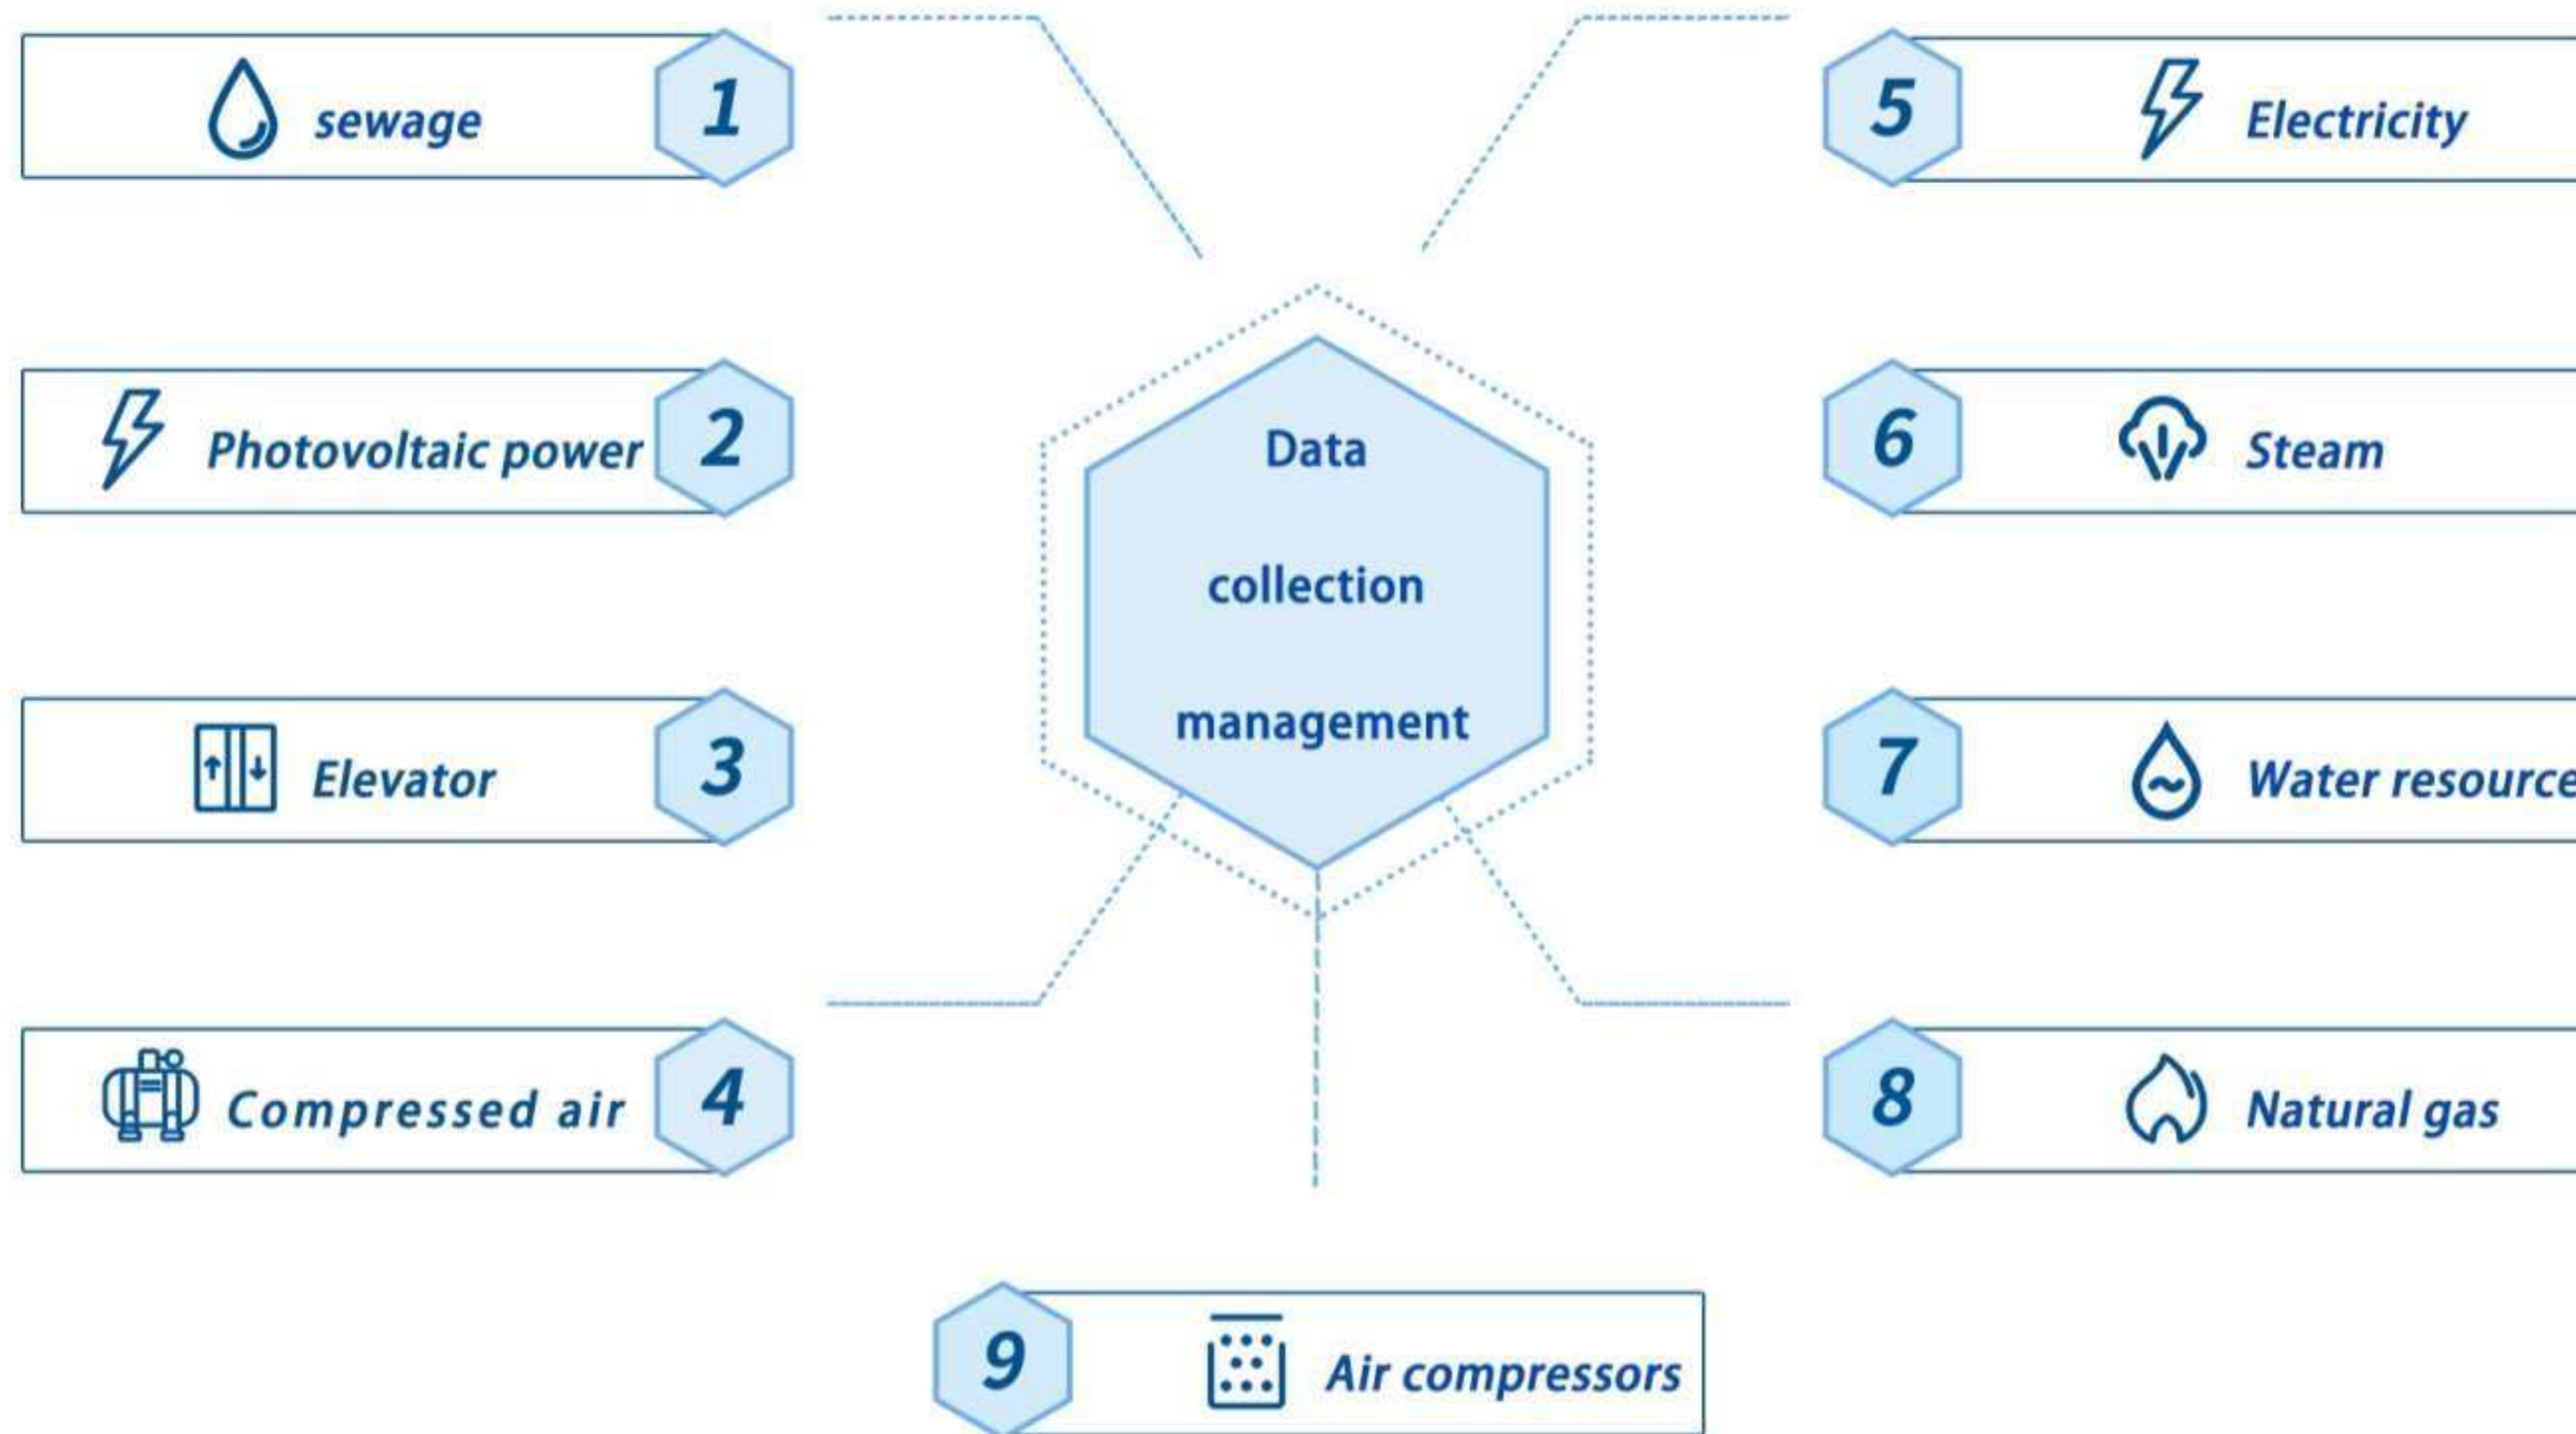 sewage
1
Photovoltaic power
2
Elevator
3
Compressed air
4
Data
collection
management
5
Electricity
6
Steam
7
Water resource
8
Natural gas
9
Air compressors